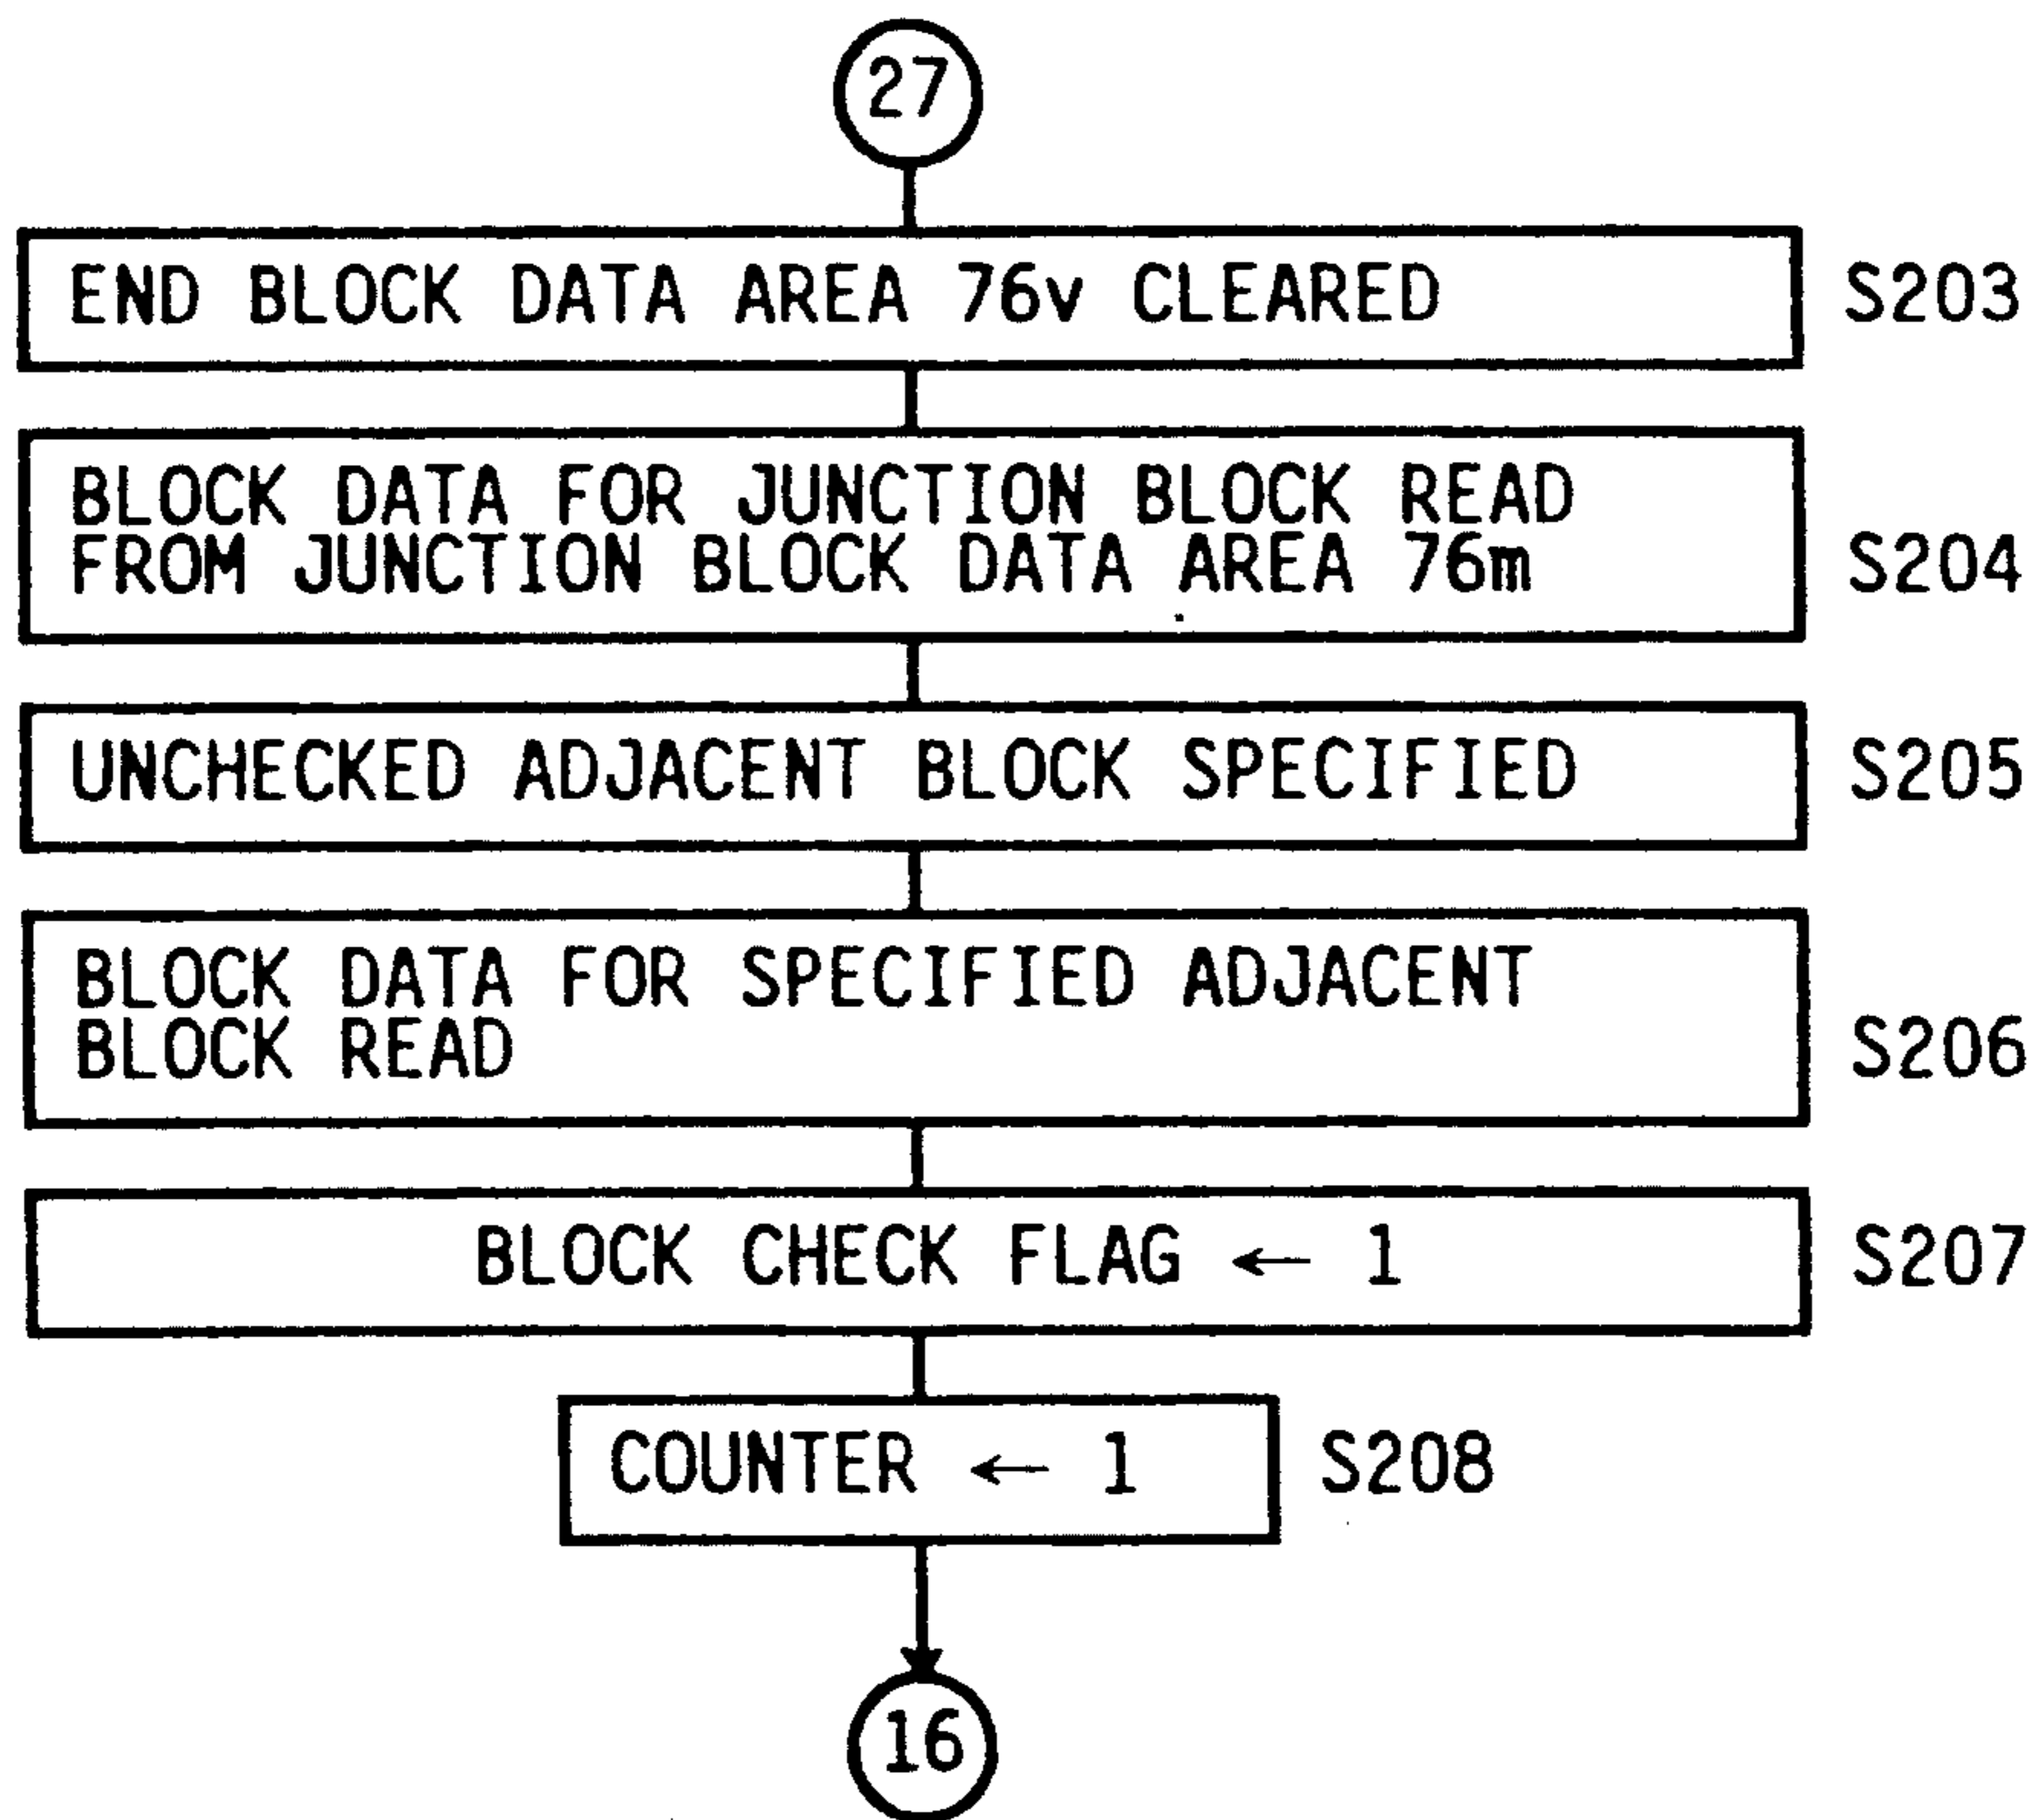 27
END BLOCK DATA AREA 76v CLEARED
S203
BLOCK DATA FOR JUNCTION BLOCK READ
FROM JUNCTION BLOCK DATA AREA 76m
S204
UNCHECKED ADJACENT BLOCK SPECIFIED
S205
BLOCK DATA FOR SPECIFIED ADJACENT
BLOCK READ
S206
BLOCK CHECK FLAG ← 1
S207
COUNTER ← 1
S208
16